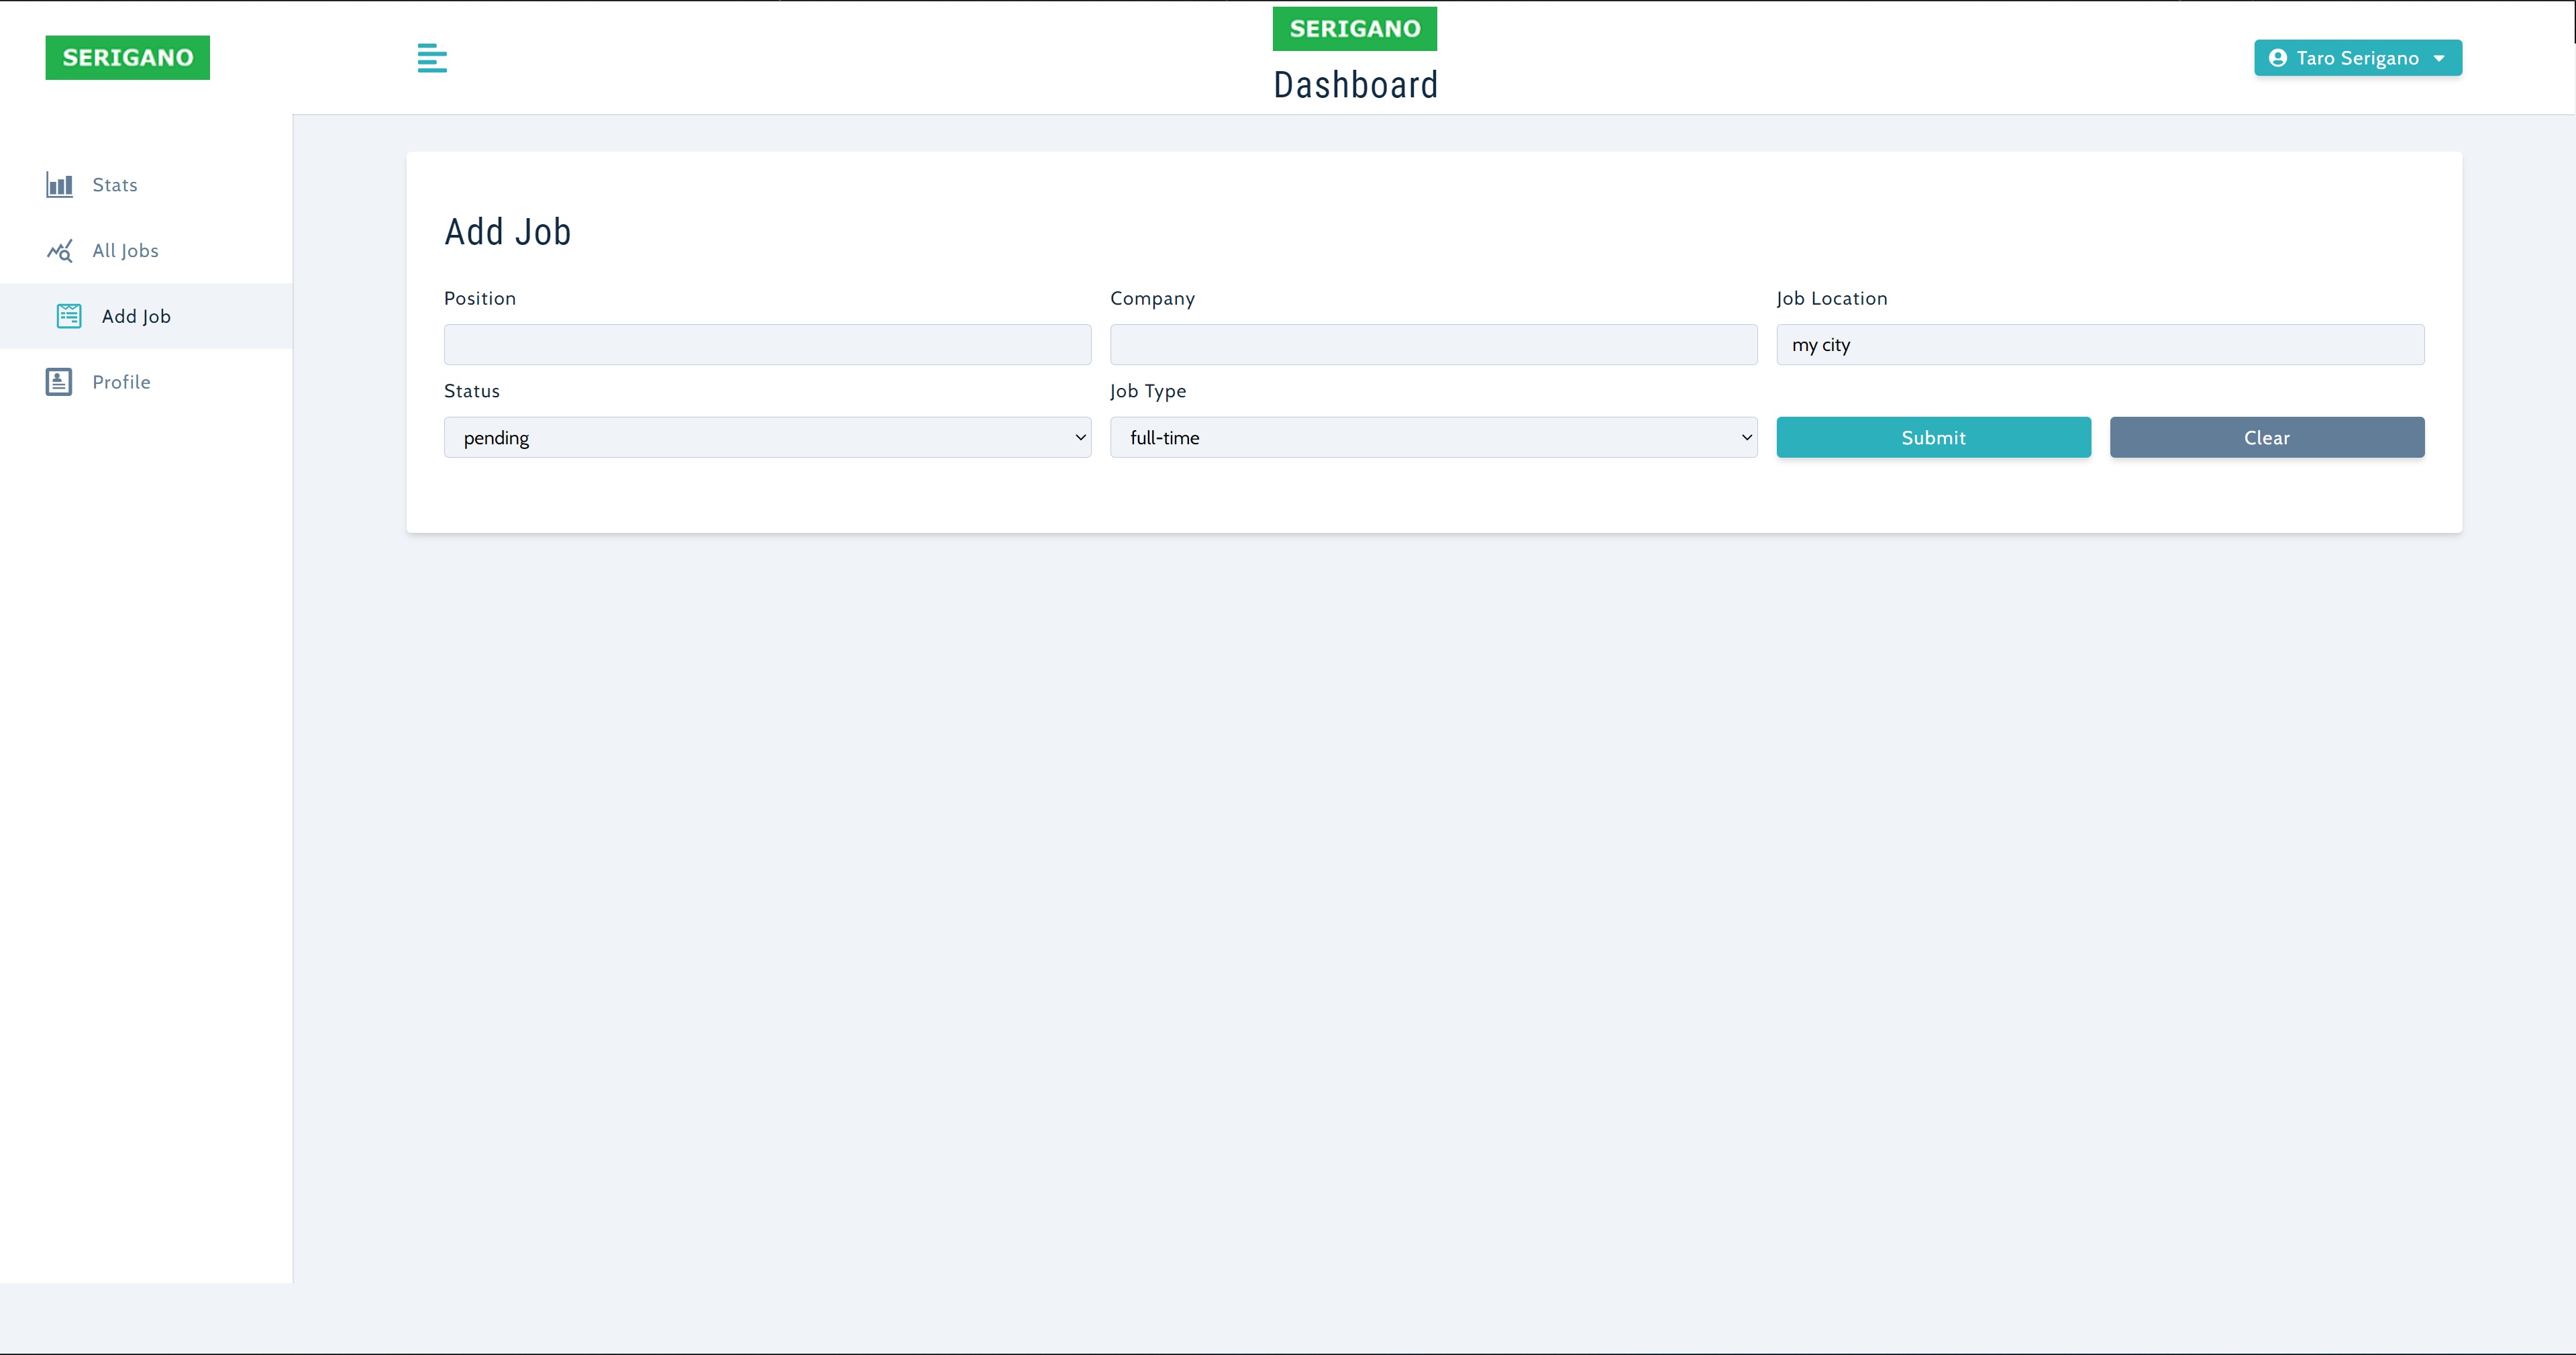 SERIGANO
SERIGANO
Dashboard
Taro Serigano
Stats
All Jobs
Add Job
Profile
Add Job
Position
Company
Job Location
my city
Status
Job Type
pending
full-time
Submit
Clear